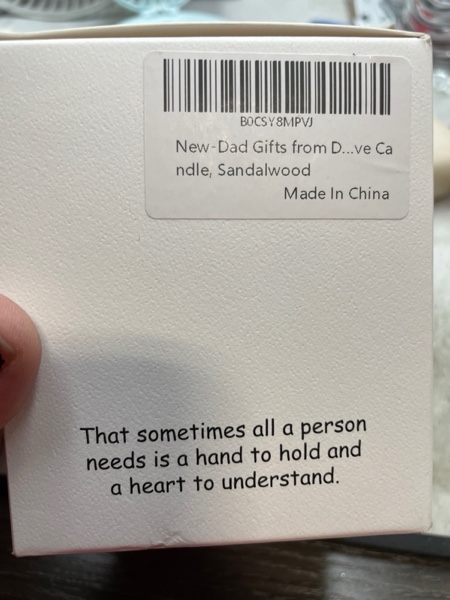 B0CSY8MPVJ
New-Dad Gifts from D...ve Ca
ndle, Sandalwood
Made In China
That sometimes all a person
needs is a hand to hold and
a heart to understand.